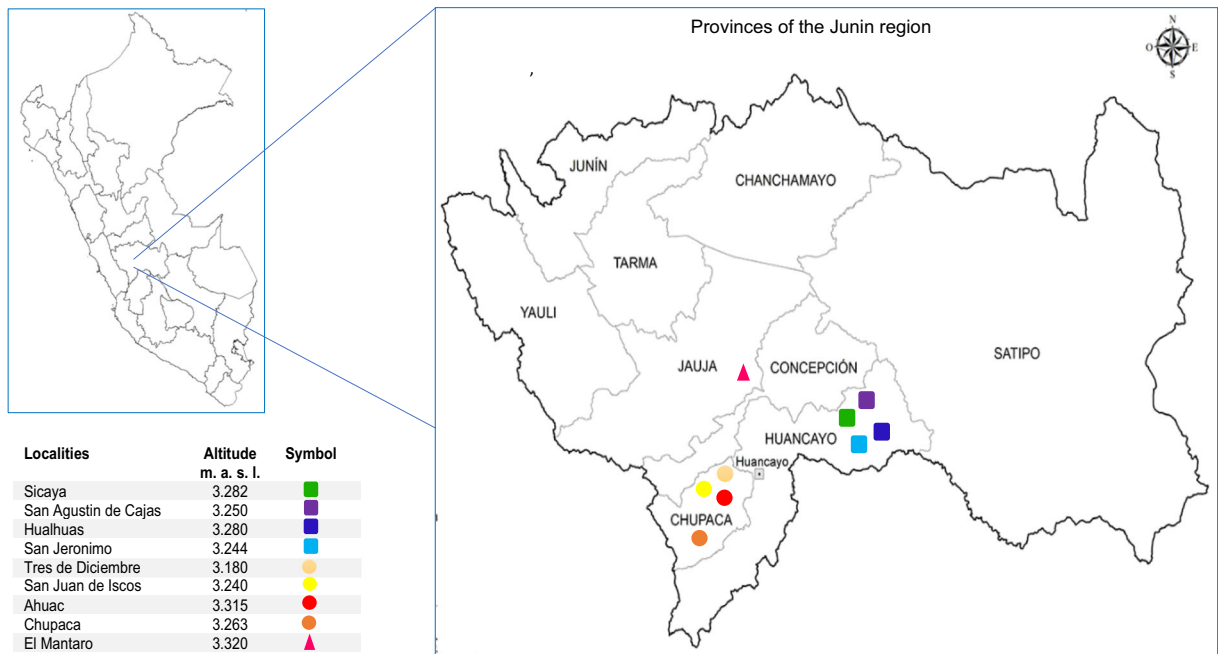 Provinces of the Junin region
N
O E
S
,
JUNÍN
CHANCHAMAYO
TARMA
YAULI
JAUJA
CONCEPCIÓN
SATIPO
HUANCAYO
Huancayo
CHUPACA
Localities Altitude Symbol
m. a. s. l.
Sicaya 3.282
San Agustin de Cajas 3.250
Hualhuas 3.280
San Jeronimo 3.244
Tres de Diciembre 3.180
San Juan de Iscos 3.240
Ahuac 3.315
Chupaca 3.263
El Mantaro 3.320